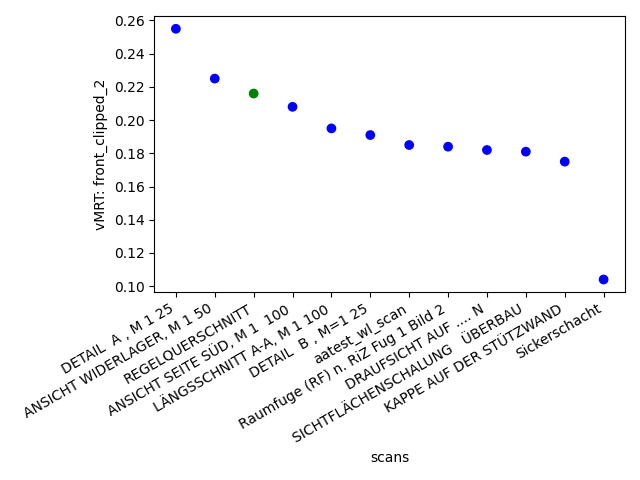 0.26
0.24
0.22
0.20
0.18
0.16
0.14
0.12
0.10
vMRT: front_clipped_2
DETAIL  A , M 1 25
ANSICHT WIDERLAGER, M 1 50
REGELQUERSCHNITT
ANSICHT SEITE SÜD, M 1  100
LÄNGSSCHNITT A-A, M 1 100
DETAIL  B , M=1 25
aatest_wl_scan
Raumfuge (RF) n. RiZ Fug 1 Bild 2
DRAUFSICHT AUF .... N
SICHTFLÄCHENSCHALUNG   ÜBERBAU
KAPPE AUF DER STÜTZWAND
Sickerschacht
scans